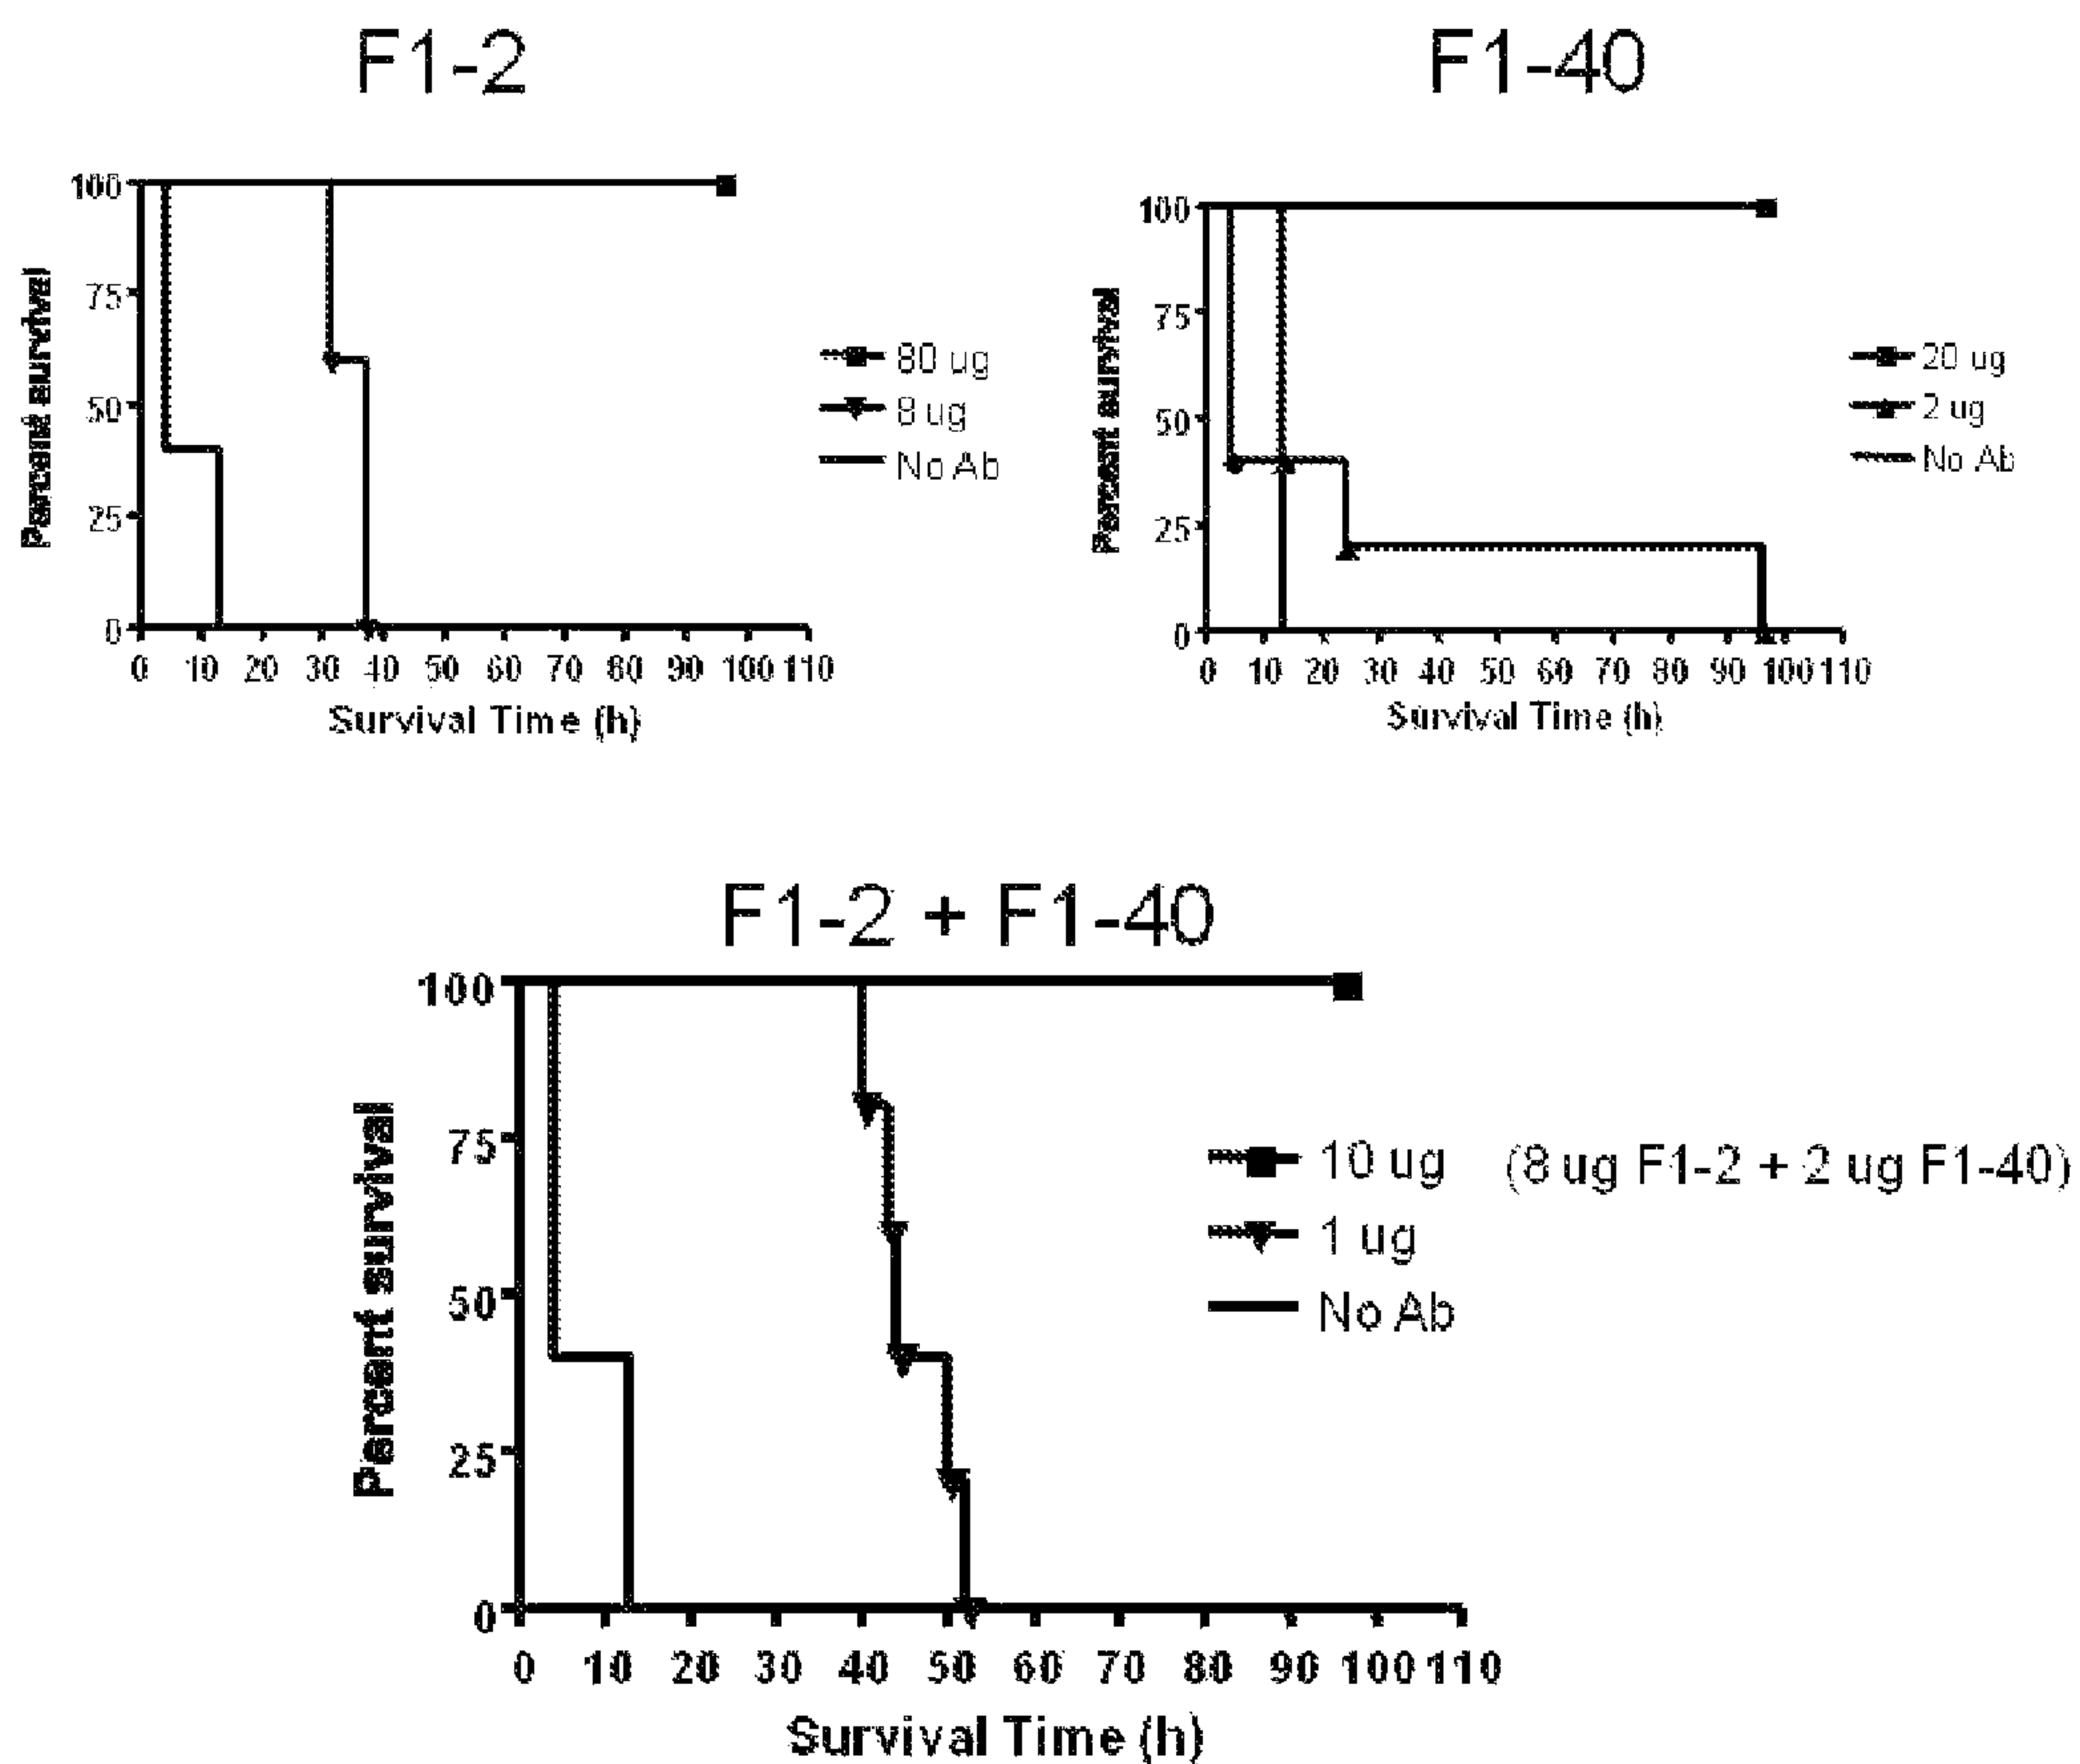 F1-2
F1-40
100
75
50
25
0
0 10 20 30 40 50 60 70 80 90 100 110
Percent survival
Survival Time (h)
80 ug
8 ug
No Ab
100
75
50
25
0
0 10 20 30 40 50 60 70 80 90 100 110
Percent survival
Survival Time (h)
20 ug
2 ug
No Ab
F1-2 + F1-40
100
75
50
25
0
0 10 20 30 40 50 60 70 80 90 100 110
Percent survival
Survival Time (h)
10 ug (8 ug F1-2 + 2 ug F1-40)
1 ug
No Ab